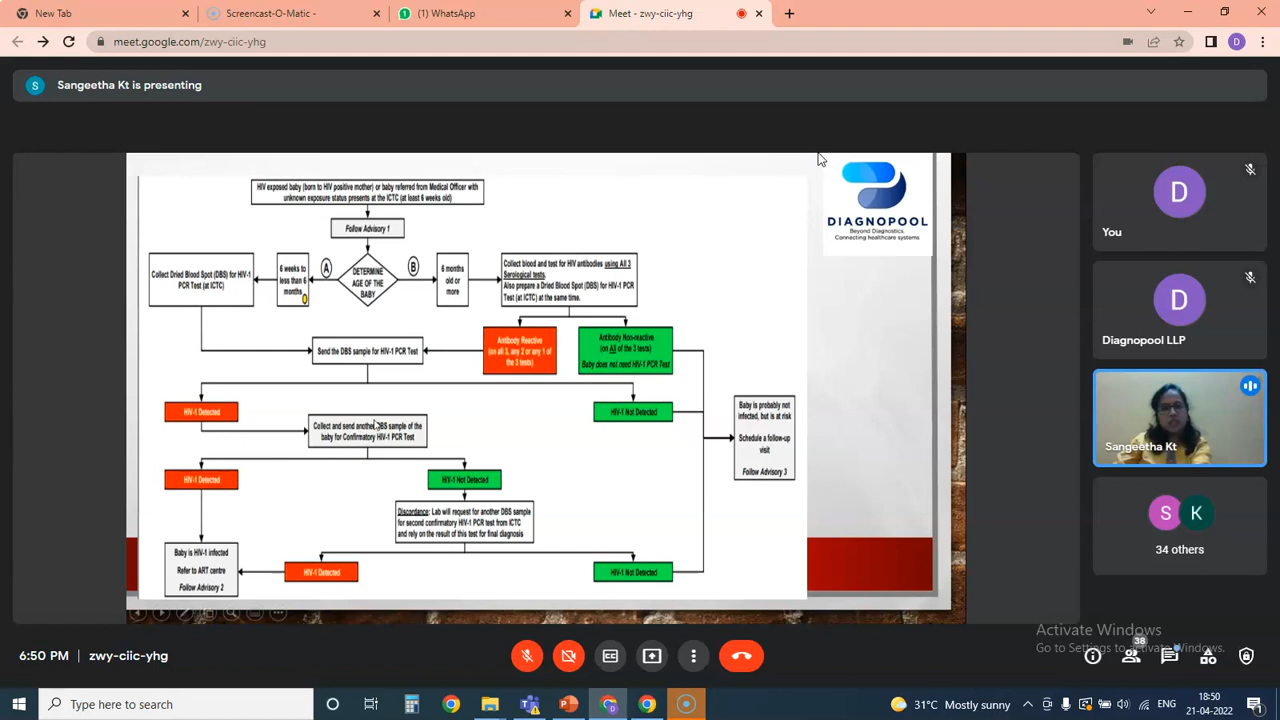 New Tab
Screencast-O-Matic
(1) WhatsApp
Meet - zwy-ciic-yhg
meet.google.com/zwy-ciic-yhg
D
S
Sangeetha Kt is presenting
HIV exposed baby (born to HIV positive mother) or baby referred from Medical Officer with
unknown exposure status presents at the ICTC (at least 6 weeks old)
Follow Advisory 1
Collect Dried Blood Spot (DBS) for HIV-1
PCR Test (at ICTC)
6 weeks to
less than 6
months
A
DETERMINE
AGE OF THE
BABY
B
6 months
old or
more
Collect blood and test for HIV antibodies using All 3
Serological tests.
Also prepare a Dried Blood Spot (DBS) for HIV-1 PCR
Test (at ICTC) at the same time.
Send the DBS sample for HIV-1 PCR Test
Antibody Reactive
(on all 3, any 2 or any 1 of
the 3 tests)
Antibody Non-reactive
(on All of the 3 tests)
Baby does not need HIV-1 PCR Test
HIV-1 Detected
HIV-1 Not Detected
Collect and send another DBS sample of the
baby for Confirmatory HIV-1 PCR Test
Baby is probably not
infected, but is at risk
Schedule a follow-up
visit
Follow Advisory 3
HIV-1 Detected
HIV-1 Not Detected
Discordance: Lab will request for another DBS sample
for second confirmatory HIV-1 PCR test from ICTC
and rely on the result of this test for final diagnosis
Baby is HIV-1 infected
Refer to ART centre
Follow Advisory 2
HIV-1 Detected
HIV-1 Not Detected
DIAGNOPOOL
Beyond Diagnostics.
Connecting healthcare systems
D
You
D
Diagnopool LLP
Sangeetha Kt
S
K
34 others
Activate Windows
Go to Settings to activate Windows.
6:50 PM
zwy-ciic-yhg
38
Type here to search
31°C Mostly sunny
ENG
18:50
21-04-2022
1